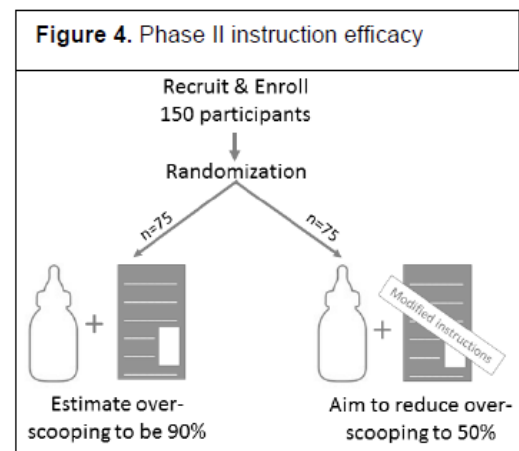 Figure 4. Phase II instruction efficacy
Recruit & Enroll
150 participants
Randomization
n=75
n=75
+
+
Modified instructions
Estimate over-
scooping to be 90%
Aim to reduce over-
scooping to 50%